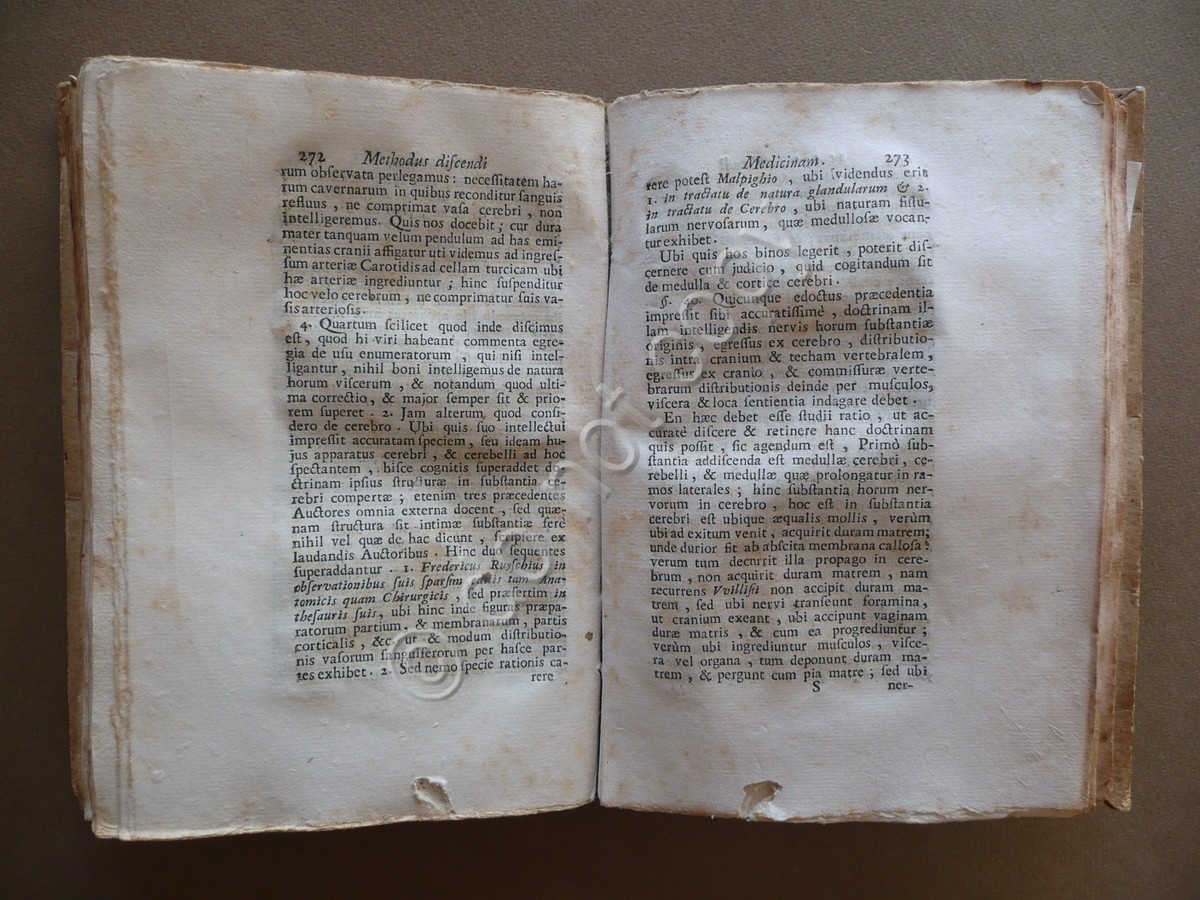 272 Methodus diſcendi
rum obſervata perlegamus : neceſſitatem ha-
rum cavernarum in quibus reconditur ſanguis
refluus , ne comprimat vaſa cerebri , non
intelligeremus. Quis nos docebit ; cur dura
mater tanquam velum pendulum ad has emi-
nentias cranii affigatur uti videmus ad ingreſ-
ſum arteriæ Carotidis ad cellam turcicam ubi
hæ arteriæ ingrediuntur ; hinc ſuſpenditur
hoc velo cerebrum , ne comprimatur ſuis va-
ſis arterioſis.
4. Quartum ſcilicet quod inde diſcimus
eſt , quod hi viri habeant commenta egre-
gia de uſu enumeratorum , qui niſi intel-
ligantur , nihil boni intelligemus de natura
horum viſcerum , & notandum quod ulti-
ma correctio , & major ſemper ſit & prio-
rem ſuperet . 2. Jam alterum, quod conſi-
dero de cerebro . Ubi quis ſuo intellectui
impreſſit accuratam ſpeciem , ſeu ideam hu-
jus apparatus cerebri , & cerebelli ad hoc
ſpectantem , hiſce cognitis ſuperaddet do-
ctrinam ipſius ſtructuræ in ſubſtantia ce-
rebri compertæ ; etenim tres præcedentes
Auctores omnia externa docent , ſed quæ-
nam ſtructura ſit intimæ ſubſtantiæ ferè
nihil vel quæ de hac dicunt , ſcripſere ex
laudandis Auctoribus . Hinc duo ſequentes
ſuperaddantur . 1. Fredericus Ruyſchius in
obſervationibus ſuis ſparſim editis tam Ana-
tomicis quam Chirurgicis , ſed præſertim in
theſauris ſuis, ubi hinc inde figuras præpa-
ratorum partium , & membranarum , partis
corticalis , &c. ut & modum diſtributio-
nis vaſorum ſanguiferorum per haſce par-
tes exhibet . 2. Sed nemo ſpecie rationis ca-
rere
Medicinam . 273
rere poteſt Malpighio , ubi videndus erit
1. in tractatu de natura glandularum & 2.
in tractatu de Cerebro , ubi naturam fiſtu-
larum nervoſarum , quæ medulloſæ vocan-
tur exhibet .
Ubi quis hos binos legerit , poterit diſ-
cernere cum judicio , quid cogitandum ſit
de medulla & cortice cerebri .
§. 40. Quicunque edoctus præcedentia
impreſſit ſibi accuratiſſimè , doctrinam il-
lam intelligendis nervis horum ſubſtantiæ
originis , egreſſus ex cerebro , diſtributio-
nis intra cranium & thecam vertebralem ,
egreſſus ex cranio , & commiſſuræ verte-
brarum diſtributionis deinde per muſculos,
viſcera & loca ſentientia indagare debet .
En hæc debet eſſe ſtudii ratio , ut ac-
curatè diſcere & retinere hanc doctrinam
quis poſſit , ſic agendum eſt , Primò ſub-
ſtantia addiſcenda eſt medullæ cerebri , ce-
rebelli , & medullæ quæ prolongatur in ra-
mos laterales ; hinc ſubſtantia horum ner-
vorum in cerebro , hoc eſt in ſubſtantia
cerebri eſt ubique æqualis mollis , verùm
ubi ad exitum venit , acquirit duram matrem;
unde durior fit ab abſcita membrana calloſa :
verum tum decurrit illa propago in cere-
brum , non acquirit duram matrem , nam
recurrens Vvilliſii non accipit duram ma-
trem , ſed ubi nervi tranſeunt foramina,
ut cranium exeant , ubi accipunt vaginam
duræ matris , & cum ea progrediuntur ;
verùm ubi ingrediuntur muſculos , viſce-
ra vel organa , tum deponunt duram ma-
trem , & pergunt cum pia matre ; ſed ubi
S ner-